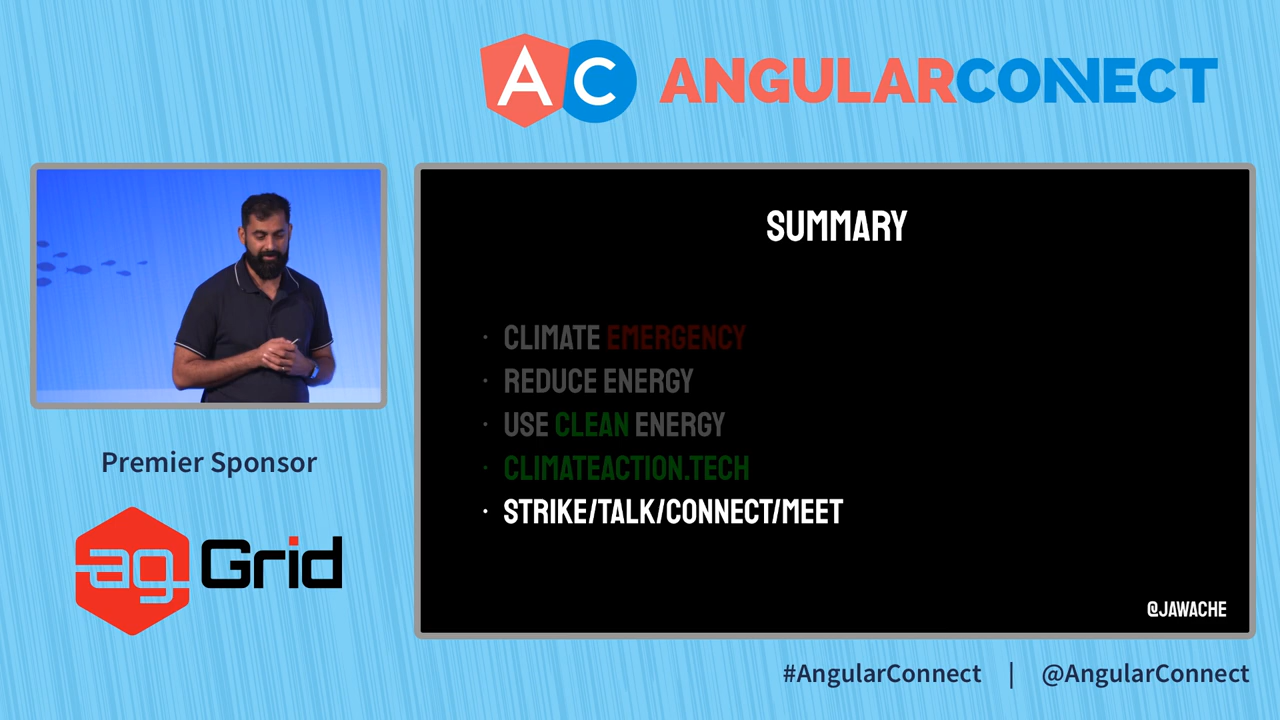 AC ANGULARCONNECT
SUMMARY
· CLIMATE EMERGENCY
· REDUCE ENERGY
· USE CLEAN ENERGY
· CLIMATEACTION.TECH
· STRIKE/TALK/CONNECT/MEET
@JAWACHE
Premier Sponsor
ag Grid
#AngularConnect | @AngularConnect